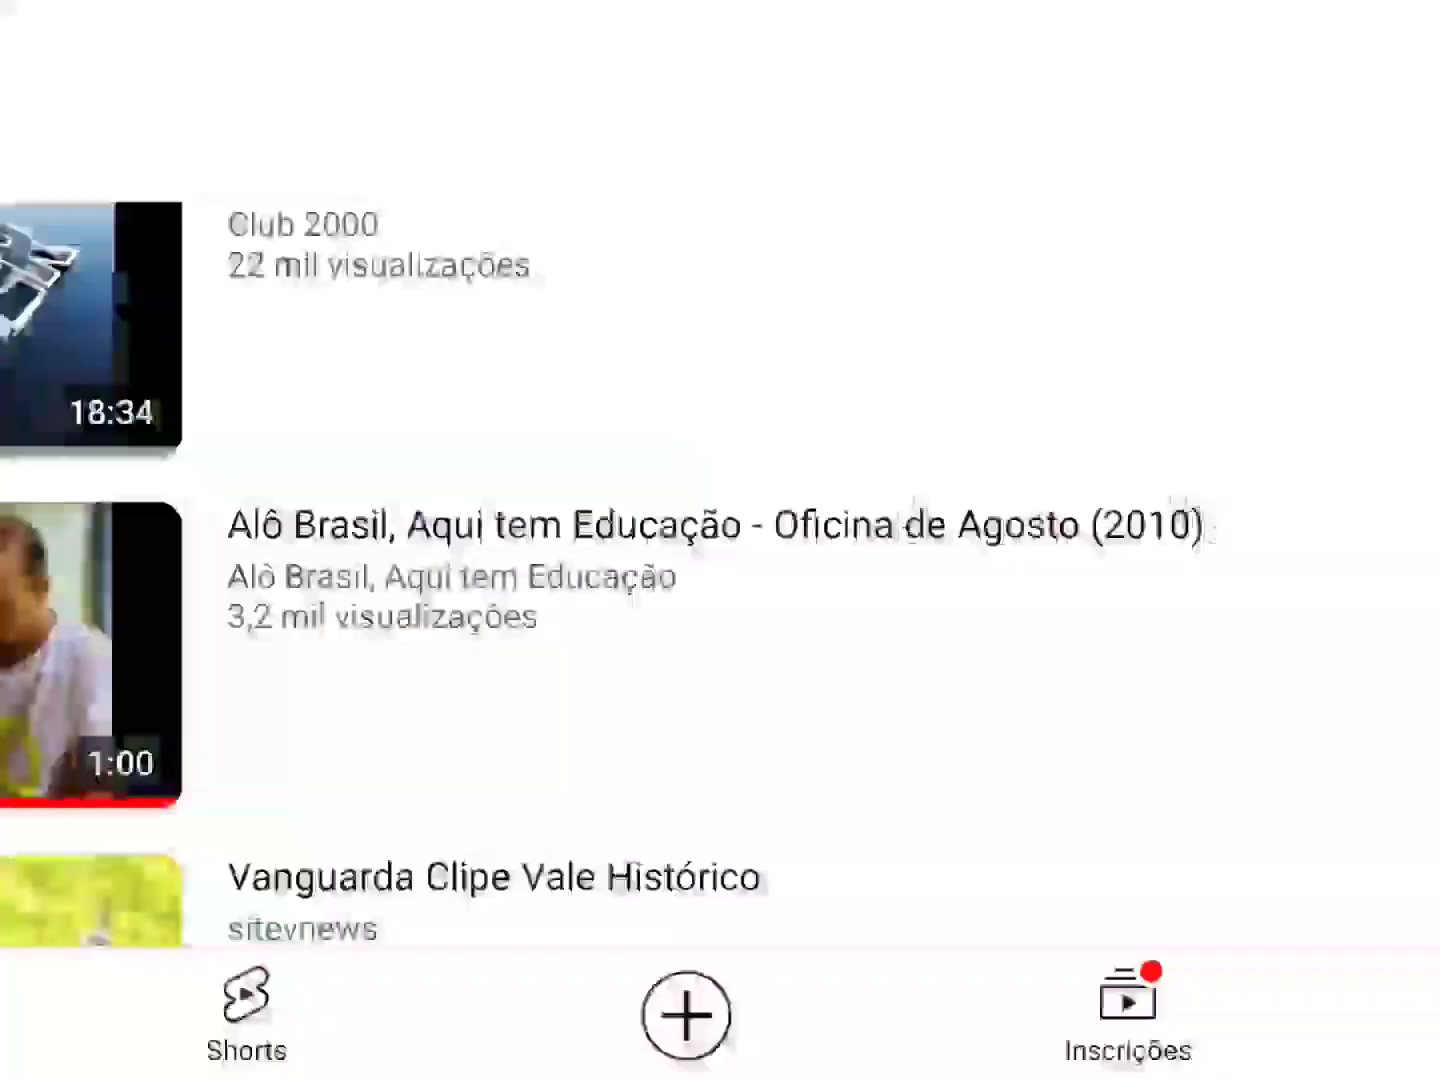 Club 2000
22 mil visualizações
18:34
Alô Brasil, Aqui tem Educação - Oficina de Agosto (2010)
Alô Brasil, Aqui tem Educação
3,2 mil visualizações
1:00
Vanguarda Clipe Vale Histórico
sitevnews
Shorts
Inscrições